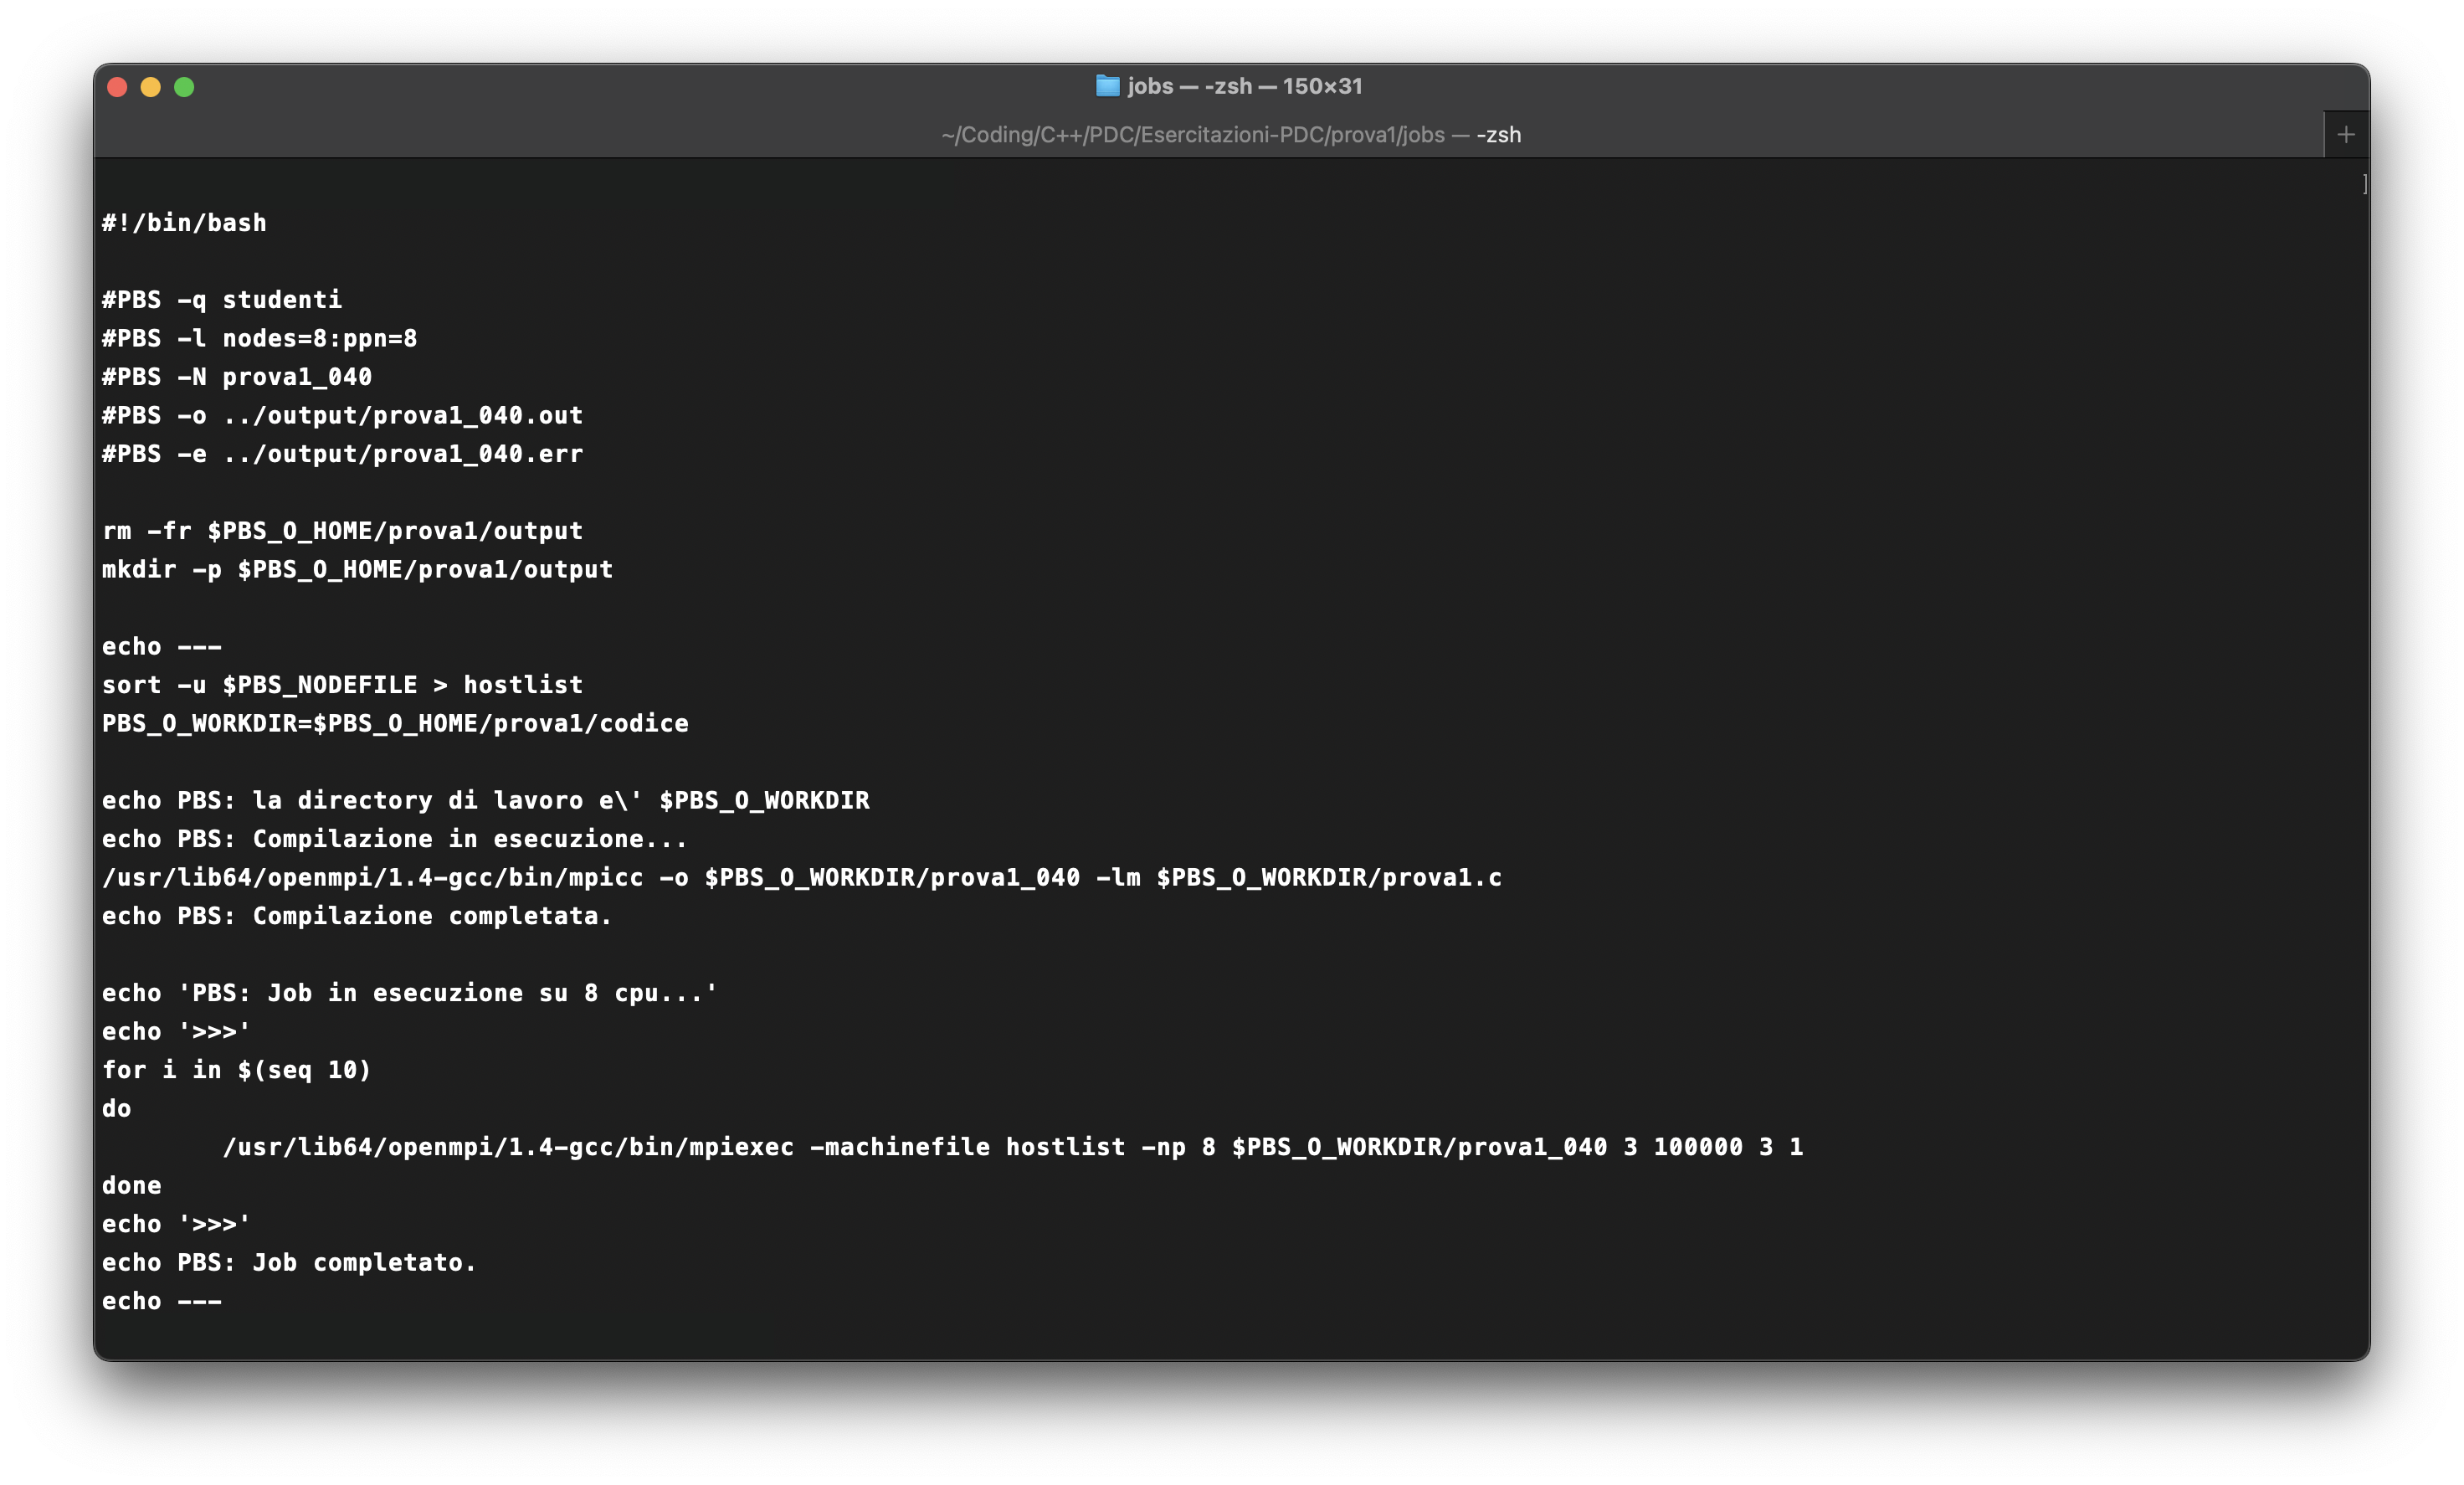 jobs — -zsh — 150×31
~/Coding/C++/PDC/Esercitazioni-PDC/prova1/jobs — -zsh
#!/bin/bash
#PBS -q studenti
#PBS -l nodes=8:ppn=8
#PBS -N prova1_040
#PBS -o ../output/prova1_040.out
#PBS -e ../output/prova1_040.err
rm -fr $PBS_O_HOME/prova1/output
mkdir -p $PBS_O_HOME/prova1/output
echo ---
sort -u $PBS_NODEFILE > hostlist
PBS_O_WORKDIR=$PBS_O_HOME/prova1/codice
echo PBS: la directory di lavoro e\' $PBS_O_WORKDIR
echo PBS: Compilazione in esecuzione...
/usr/lib64/openmpi/1.4-gcc/bin/mpicc -o $PBS_O_WORKDIR/prova1_040 -lm $PBS_O_WORKDIR/prova1.c
echo PBS: Compilazione completata.
echo 'PBS: Job in esecuzione su 8 cpu...'
echo '>>>'
for i in $(seq 10)
do
        /usr/lib64/openmpi/1.4-gcc/bin/mpiexec -machinefile hostlist -np 8 $PBS_O_WORKDIR/prova1_040 3 100000 3 1
done
echo '>>>'
echo PBS: Job completato.
echo ---